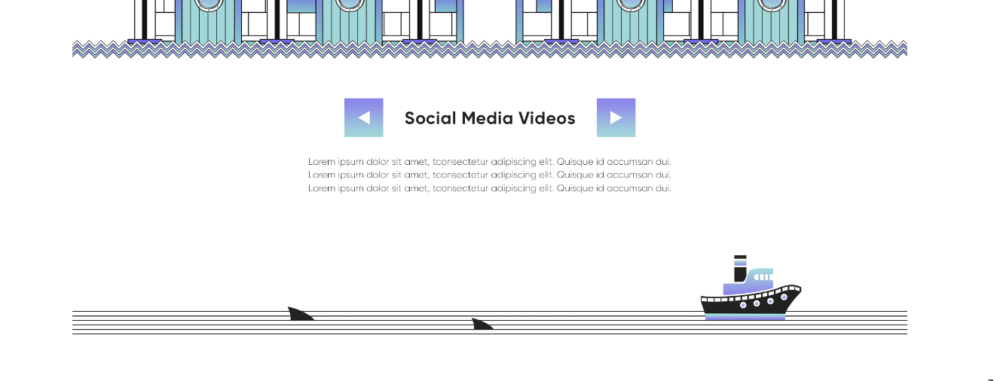 Social Media Videos
Lorem ipsum dolor sit amet, tconsectetur adipiscing elit. Quisque id accumsan dui.
Lorem ipsum dolor sit amet, tconsectetur adipiscing elit. Quisque id accumsan dui.
Lorem ipsum dolor sit amet, tconsectetur adipiscing elit. Quisque id accumsan dui.